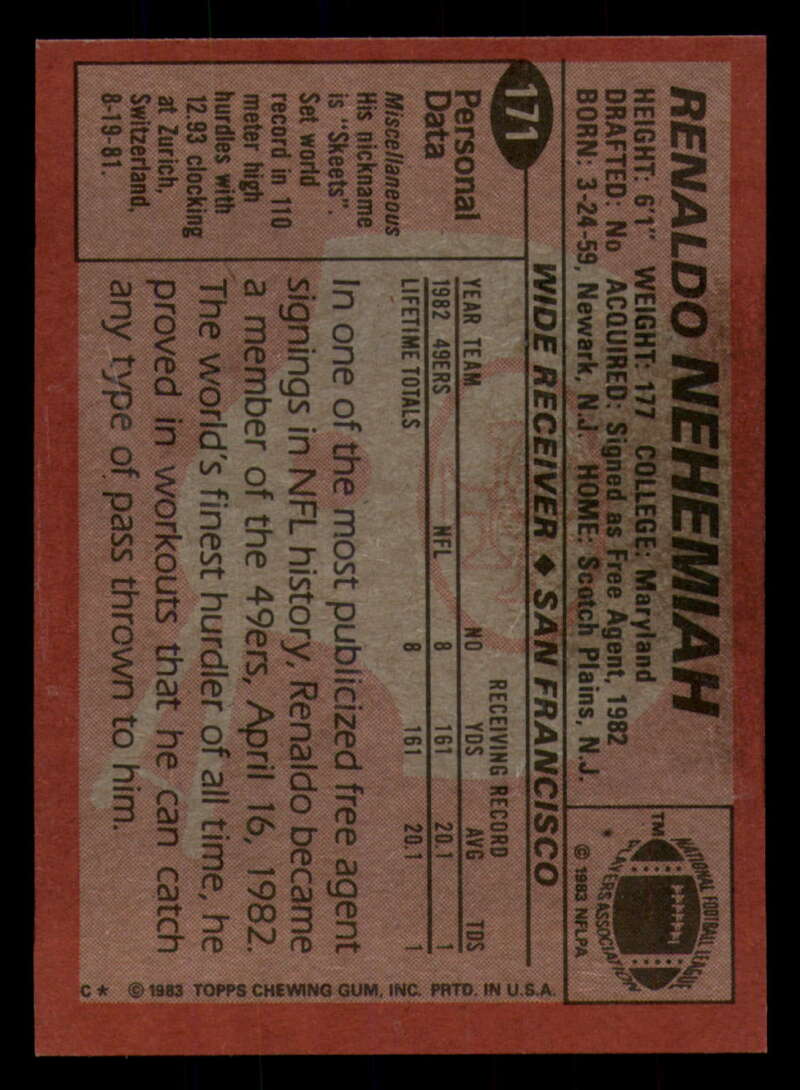 RENALDO NEHEMIAH
HEIGHT: 6'1" WEIGHT: 177 COLLEGE: Maryland
DRAFTED: No ACQUIRED: Signed as Free Agent, 1982
BORN: 3-24-59, Newark, N.J. HOME: Scotch Plains, N.J.
NATIONAL FOOTBALL LEAGUE
PLAYERS ASSOCIATION
TM
*
© 1983 NFLPA
171
WIDE RECEIVER ♦ SAN FRANCISCO
Personal
Data
Miscellaneous
His nickname
is "Skeets".
Set world
record in 110
meter high
hurdles with
12.93 clocking
at Zurich,
Switzerland,
8-19-81.
RECEIVING RECORD
YEAR TEAM NO YDS AVG TDS
1982 49ERS NFL 8 161 20.1 1
LIFETIME TOTALS 8 161 20.1 1
In one of the most publicized free agent
signings in NFL history, Renaldo became
a member of the 49ers, April 16, 1982.
The world's finest hurdler of all time, he
proved in workouts that he can catch
any type of pass thrown to him.
C* © 1983 TOPPS CHEWING GUM, INC. PRTD. IN U.S.A.